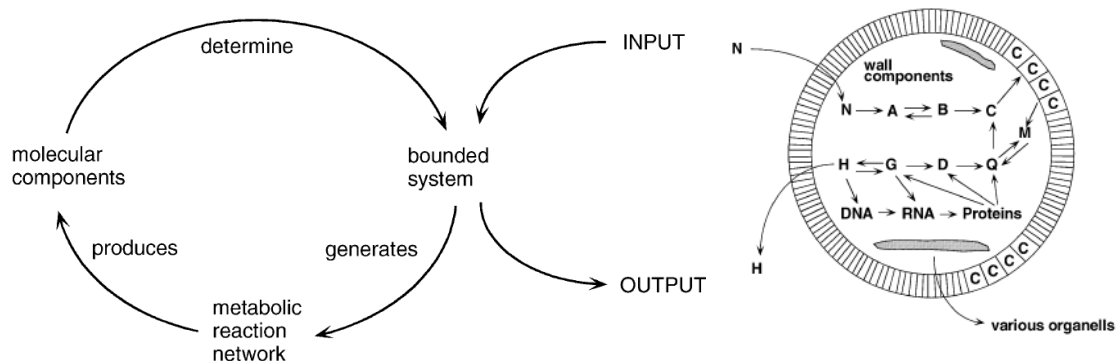 determine
INPUT
molecular
components
bounded
system
produces
generates
OUTPUT
metabolic
reaction
network
N
wall
components
C
C
C
C
C
N A B C
M
H G D Q
DNA RNA Proteins
C C C C
H
various organells